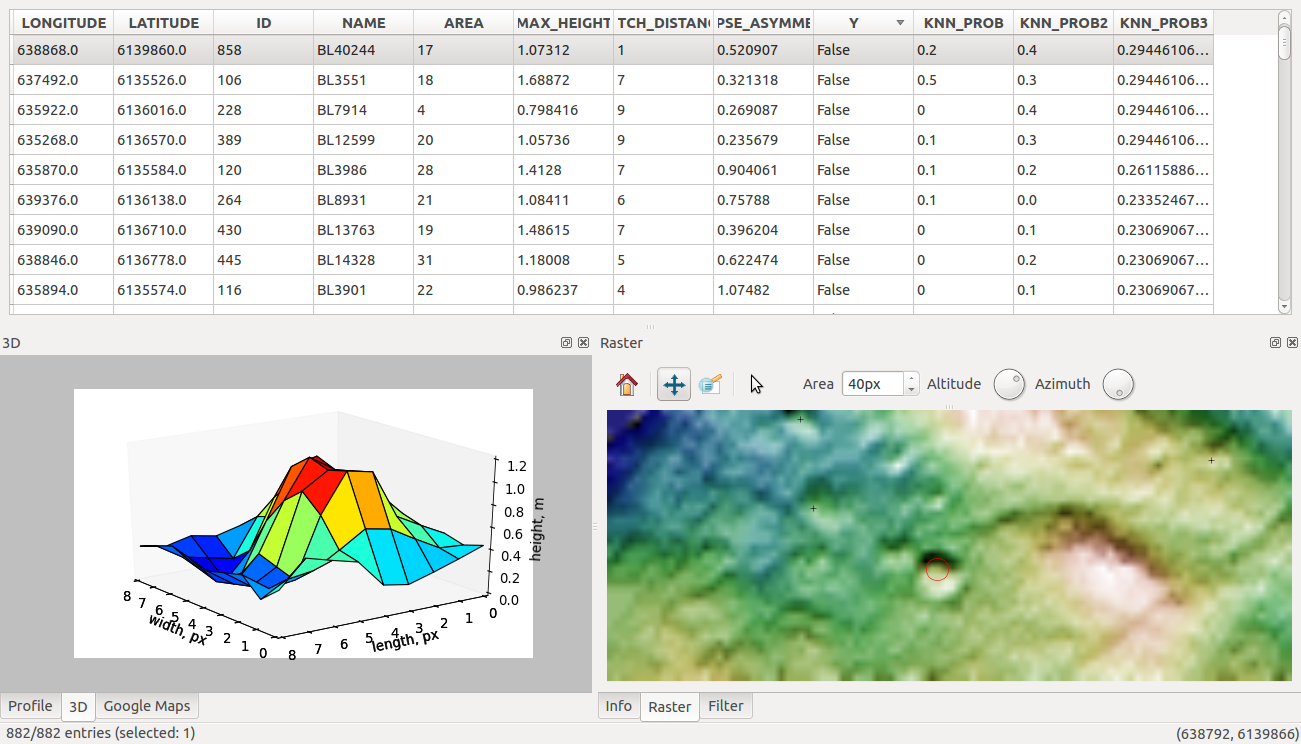 LONGITUDE LATITUDE ID NAME AREA MAX_HEIGHT TCH_DISTANC PSE_ASYMME Y KNN_PROB KNN_PROB2 KNN_PROB3
638868.0 6139860.0 858 BL40244 17 1.07312 1 0.520907 False 0.2 0.4 0.29446106...
637492.0 6135526.0 106 BL3551 18 1.68872 7 0.321318 False 0.5 0.3 0.29446106...
635922.0 6136016.0 228 BL7914 4 0.798416 9 0.269087 False 0 0.4 0.29446106...
635268.0 6136570.0 389 BL12599 20 1.05736 9 0.235679 False 0.1 0.3 0.29446106...
635870.0 6135584.0 120 BL3986 28 1.4128 7 0.904061 False 0.1 0.2 0.26115886...
639376.0 6136138.0 264 BL8931 21 1.08411 6 0.75788 False 0.1 0.0 0.23352467...
639090.0 6136710.0 430 BL13763 19 1.48615 7 0.396204 False 0 0.1 0.23069067...
638846.0 6136778.0 445 BL14328 31 1.18008 5 0.622474 False 0 0.2 0.23069067...
635894.0 6135574.0 116 BL3901 22 0.986237 4 1.07482 False 0 0.1 0.23069067...
3D
Raster
Area 40px Altitude Azimuth
1.2
1.0
0.8
0.6
0.4
0.2
0.0
height, m
8 7 6 5 4 3 2 1 0
width, px
8 7 6 5 4 3 2 1 0
length, px
Profile 3D Google Maps
Info Raster Filter
882/882 entries (selected: 1)
(638792, 6139866)